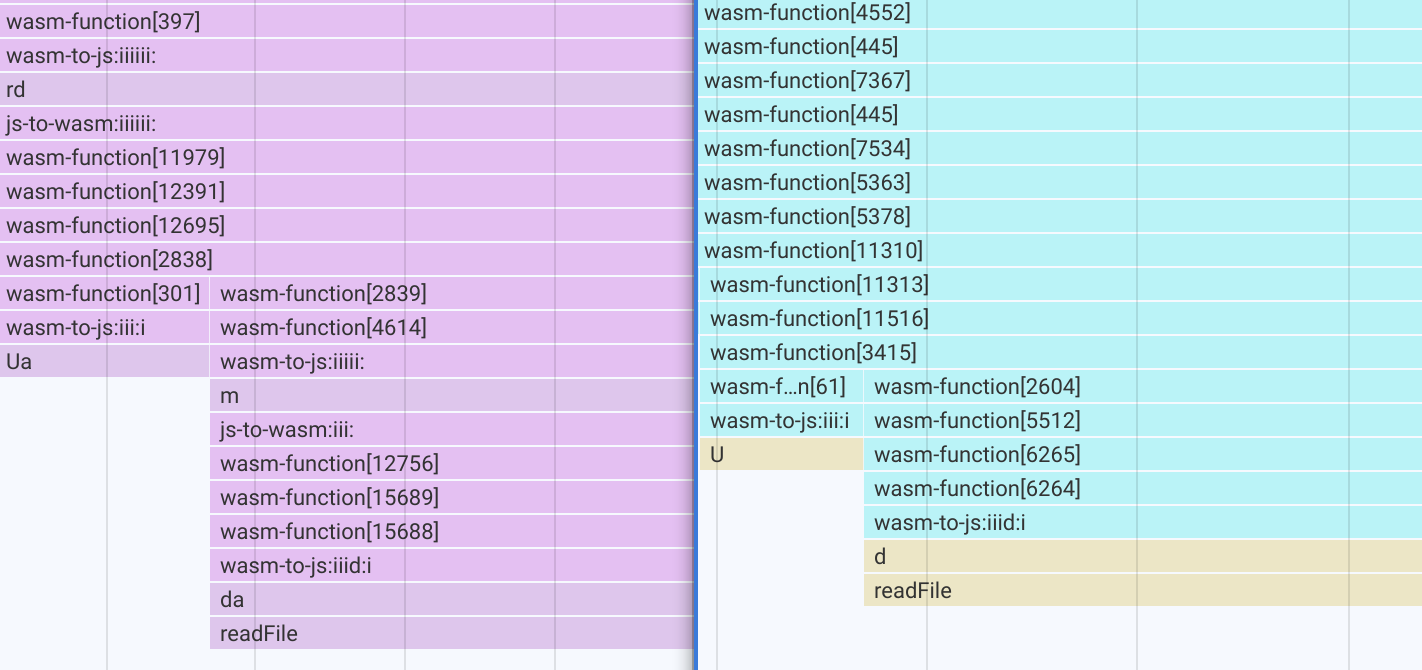 wasm-function[397]
wasm-to-js:iiiiii:
rd
js-to-wasm:iiiiii:
wasm-function[11979]
wasm-function[12391]
wasm-function[12695]
wasm-function[2838]
wasm-function[301] wasm-function[2839]
wasm-to-js:iii:i wasm-function[4614]
Ua wasm-to-js:iiiii:
m
js-to-wasm:iii:
wasm-function[12756]
wasm-function[15689]
wasm-function[15688]
wasm-to-js:iiid:i
da
readFile
wasm-function[4552]
wasm-function[445]
wasm-function[7367]
wasm-function[445]
wasm-function[7534]
wasm-function[5363]
wasm-function[5378]
wasm-function[11310]
wasm-function[11313]
wasm-function[11516]
wasm-function[3415]
wasm-f…n[61] wasm-function[2604]
wasm-to-js:iii:i wasm-function[5512]
U wasm-function[6265]
wasm-function[6264]
wasm-to-js:iiid:i
d
readFile